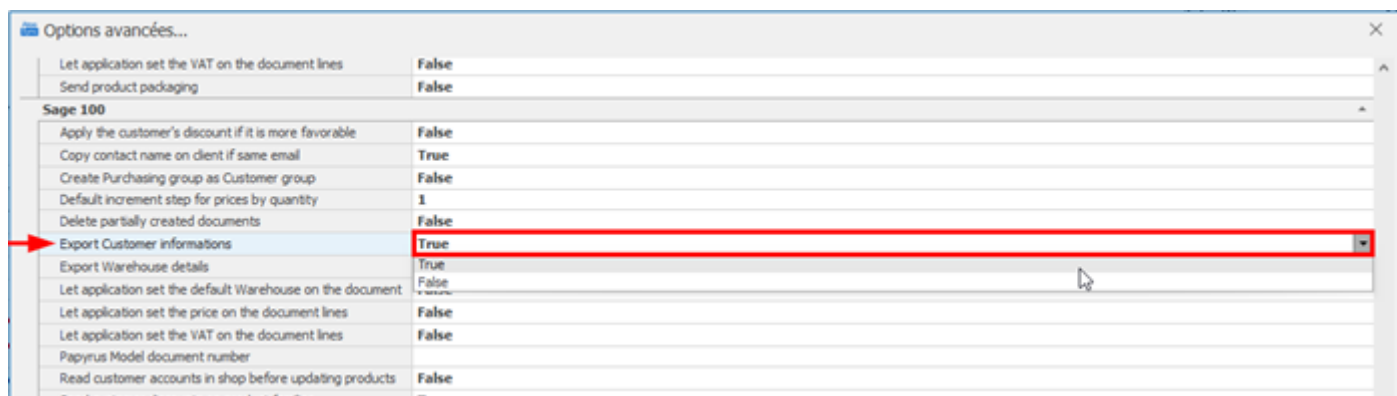 Options avancées...
Let application set the VAT on the document lines False
Send product packaging False
Sage 100
Apply the customer's discount if it is more favorable False
Copy contact name on client if same email True
Create Purchasing group as Customer group False
Default increment step for prices by quantity 1
Delete partially created documents False
Export Customer informations True
Export Warehouse details True
Let application set the default Warehouse on the document False
Let application set the price on the document lines False
Let application set the VAT on the document lines False
Papyrus Model document number
Read customer accounts in shop before updating products False